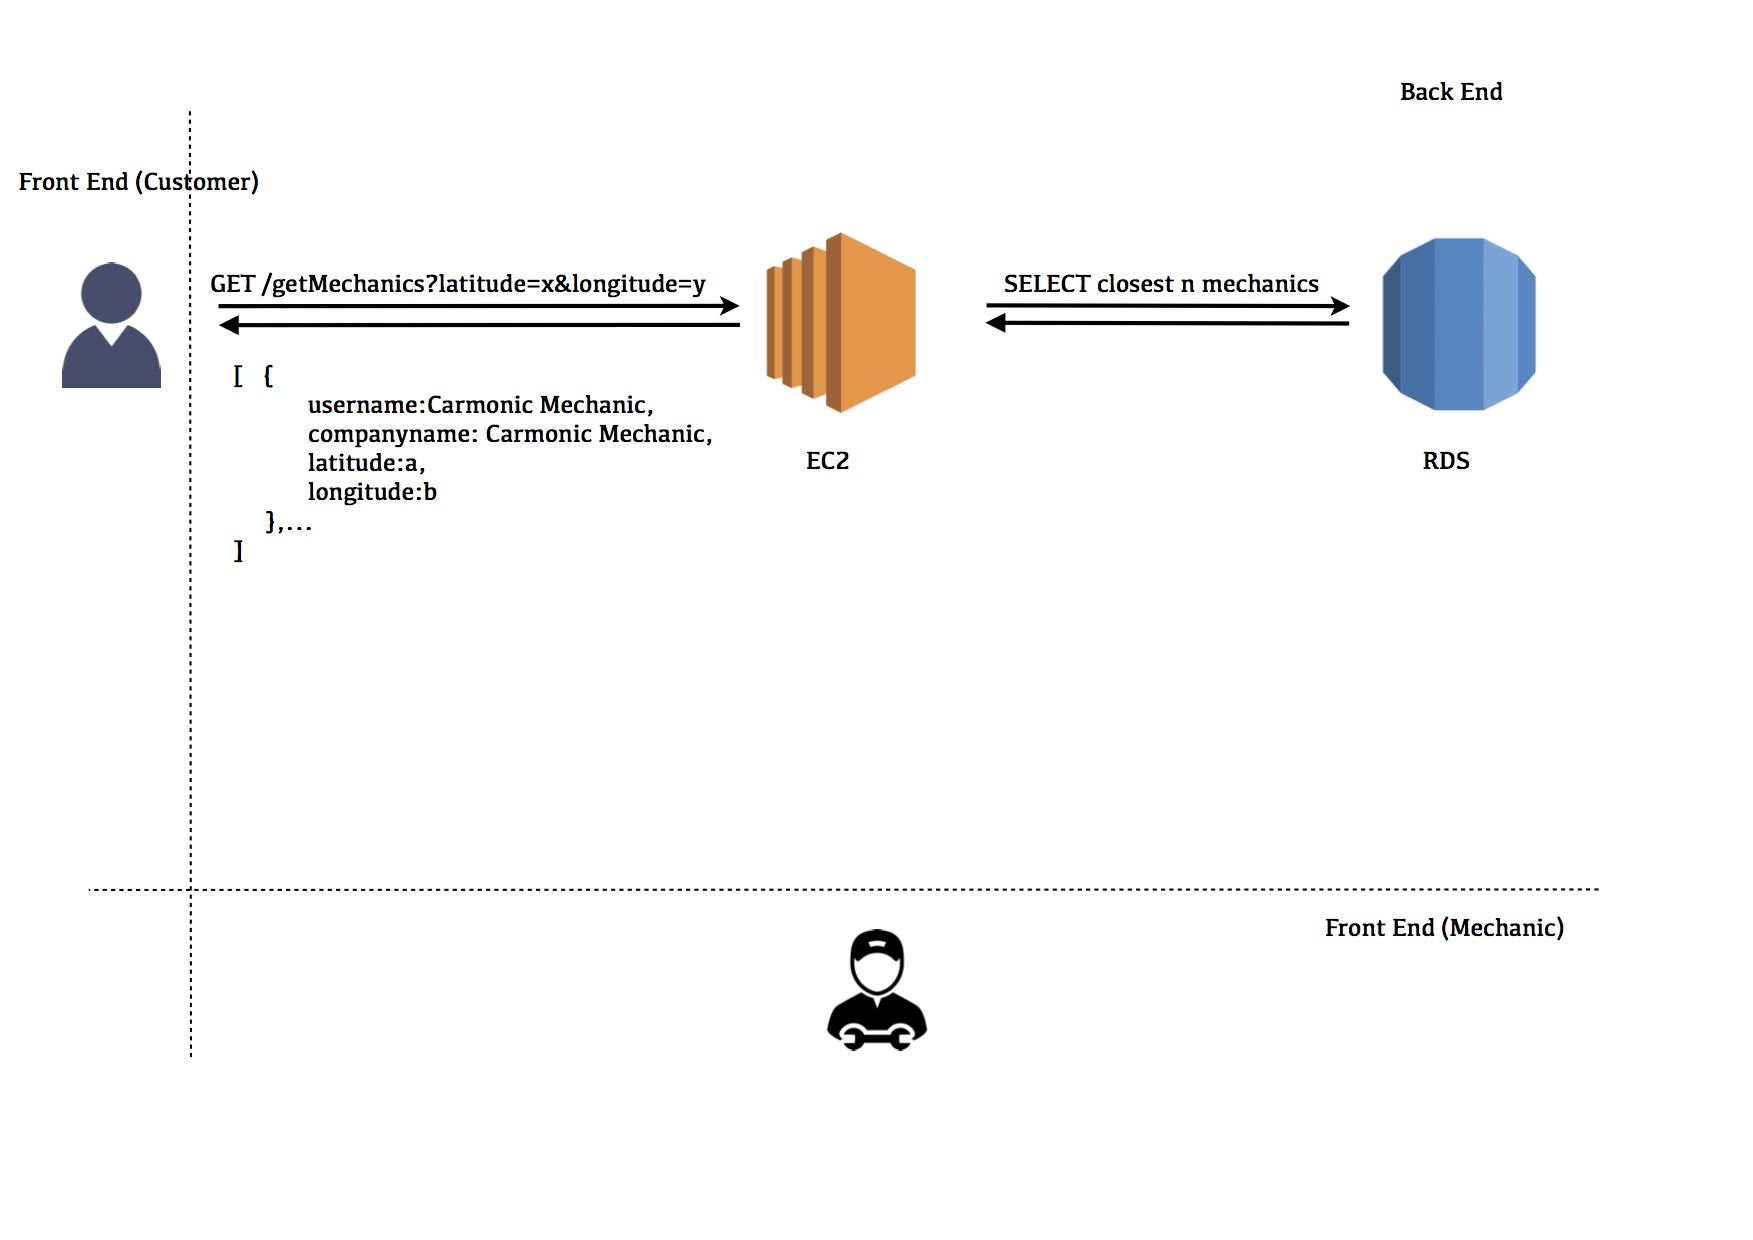 Back End
Front End (Customer)
GET /getMechanics?latitude=x&longitude=y
SELECT closest n mechanics
[ {
username:Carmonic Mechanic,
companyname: Carmonic Mechanic,
latitude:a,
longitude:b
},...
]
EC2
RDS
Front End (Mechanic)